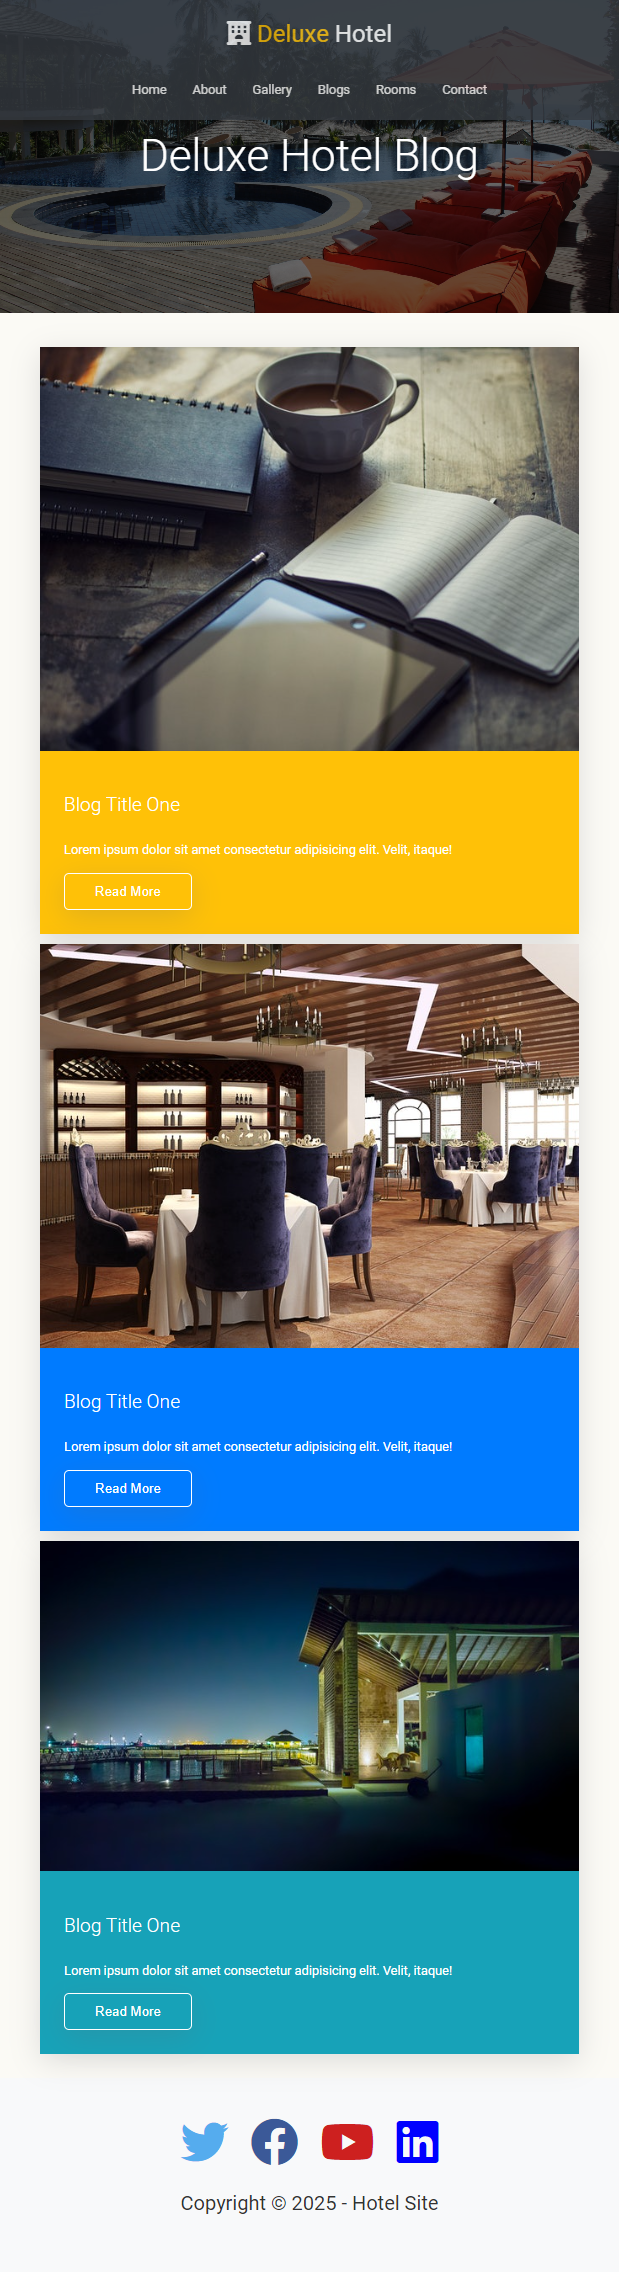 Deluxe Hotel
Home About Gallery Blogs Rooms Contact
Deluxe Hotel Blog
Blog Title One
Lorem ipsum dolor sit amet consectetur adipisicing elit. Velit, itaque!
Read More
Blog Title One
Lorem ipsum dolor sit amet consectetur adipisicing elit. Velit, itaque!
Read More
Blog Title One
Lorem ipsum dolor sit amet consectetur adipisicing elit. Velit, itaque!
Read More
Copyright © 2025 - Hotel Site